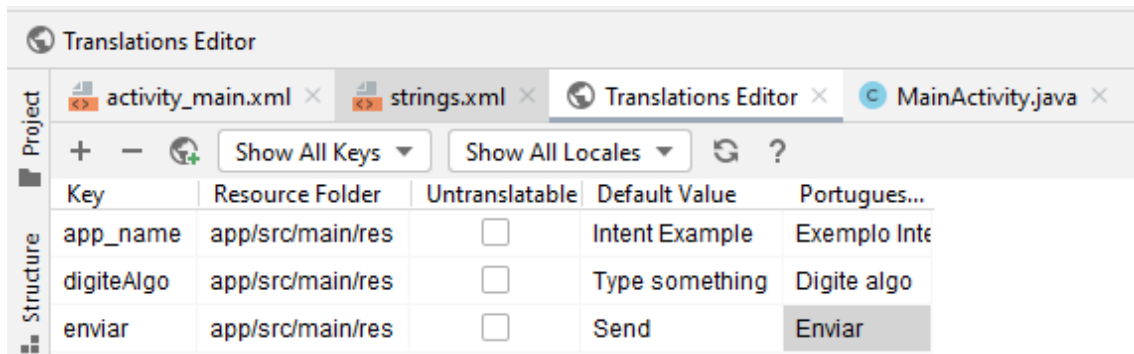 Translations Editor
activity_main.xml strings.xml Translations Editor MainActivity.java
Project
Show All Keys Show All Locales ?
Key Resource Folder Untranslatable Default Value Portugues...
app_name app/src/main/res Intent Example Exemplo Inte
digiteAlgo app/src/main/res Type something Digite algo
Structure
enviar app/src/main/res Send Enviar